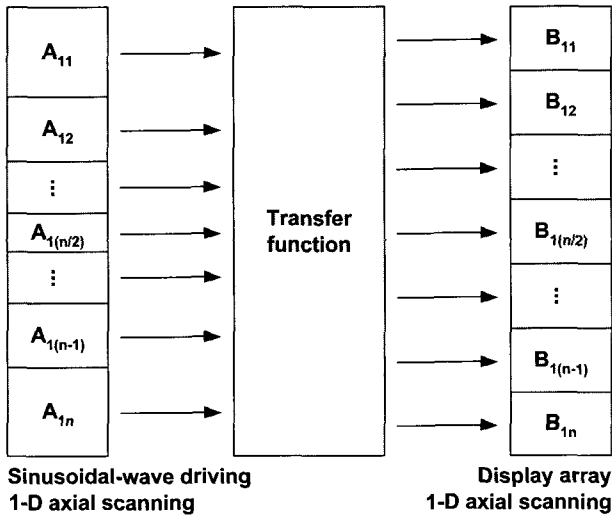 A11
A12
⋮
A1(n/2)
⋮
A1(n-1)
A1n
Transfer
function
B11
B12
⋮
B1(n/2)
⋮
B1(n-1)
B1n
Sinusoidal-wave driving
1-D axial scanning
Display array
1-D axial scanning